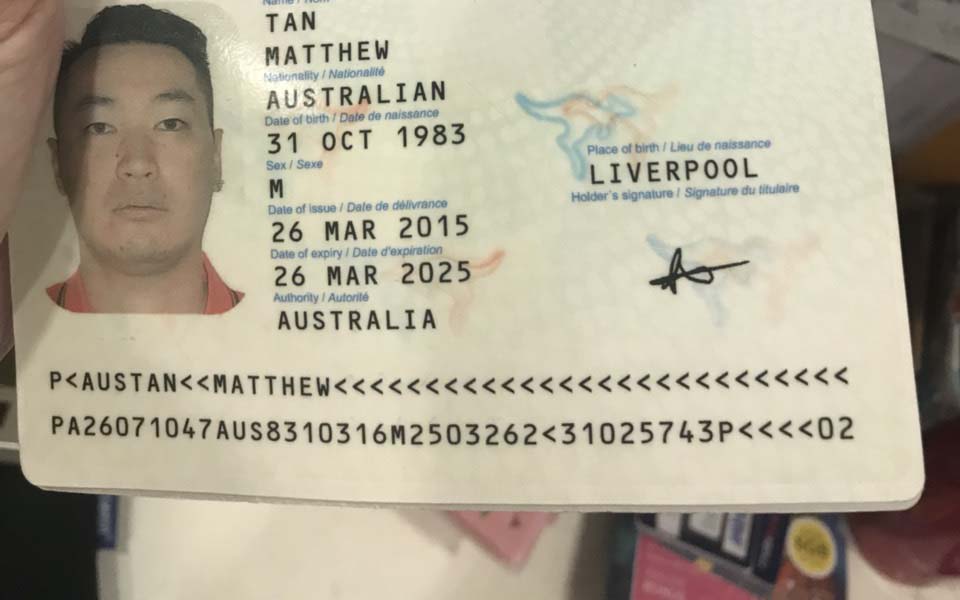 TAN
MATTHEW
Nationality / Nationalité
AUSTRALIAN
Date of birth / Date de naissance
31 OCT 1983
Sex / Sexe
M
Date of issue / Date de délivrance
26 MAR 2015
Date of expiry / Date d'expiration
26 MAR 2025
Authority / Autorité
AUSTRALIA
Place of birth / Lieu de naissance
LIVERPOOL
Holder's signature / Signature du titulaire
P<AUSTAN<<MATTHEW<<<<<<<<<<<<<<<<<<<<<<<<<<<
PA26071047AUS8310316M2503262<31025743P<<<<02